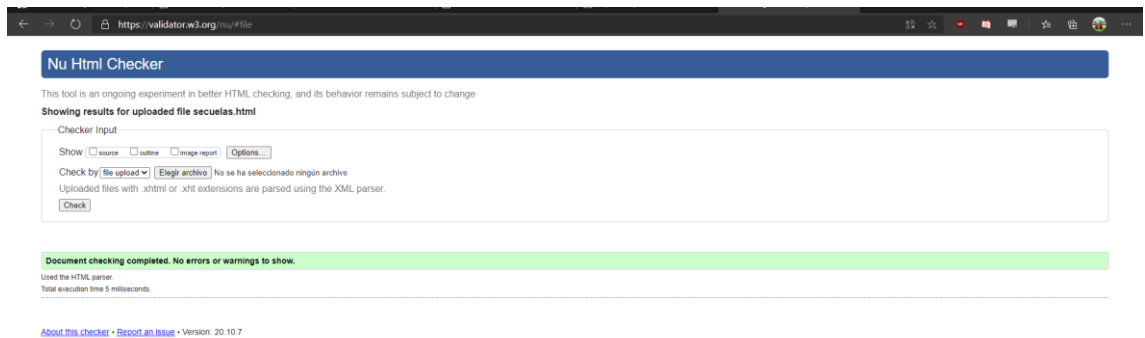 https://validator.w3.org/nu/#file
Nu Html Checker
This tool is an ongoing experiment in better HTML checking, and its behavior remains subject to change
Showing results for uploaded file secuelas.html
Checker Input
Show source outline image report Options...
Check by file upload Elegir archivo No se ha seleccionado ningún archivo
Uploaded files with .xhtml or .xht extensions are parsed using the XML parser.
Check
Document checking completed. No errors or warnings to show.
Used the HTML parser.
Total execution time 5 milliseconds.
About this checker • Report an issue • Version: 20.10.7